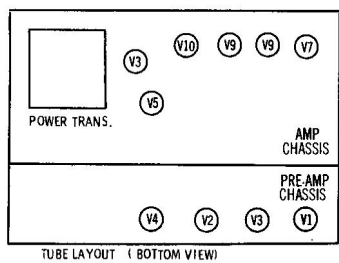 V10 V9 V9 V7
V3
V5
POWER TRANS.
AMP
CHASSIS
PRE-AMP
CHASSIS
V4 V2 V3 V1
TUBE LAYOUT ( BOTTOM VIEW)